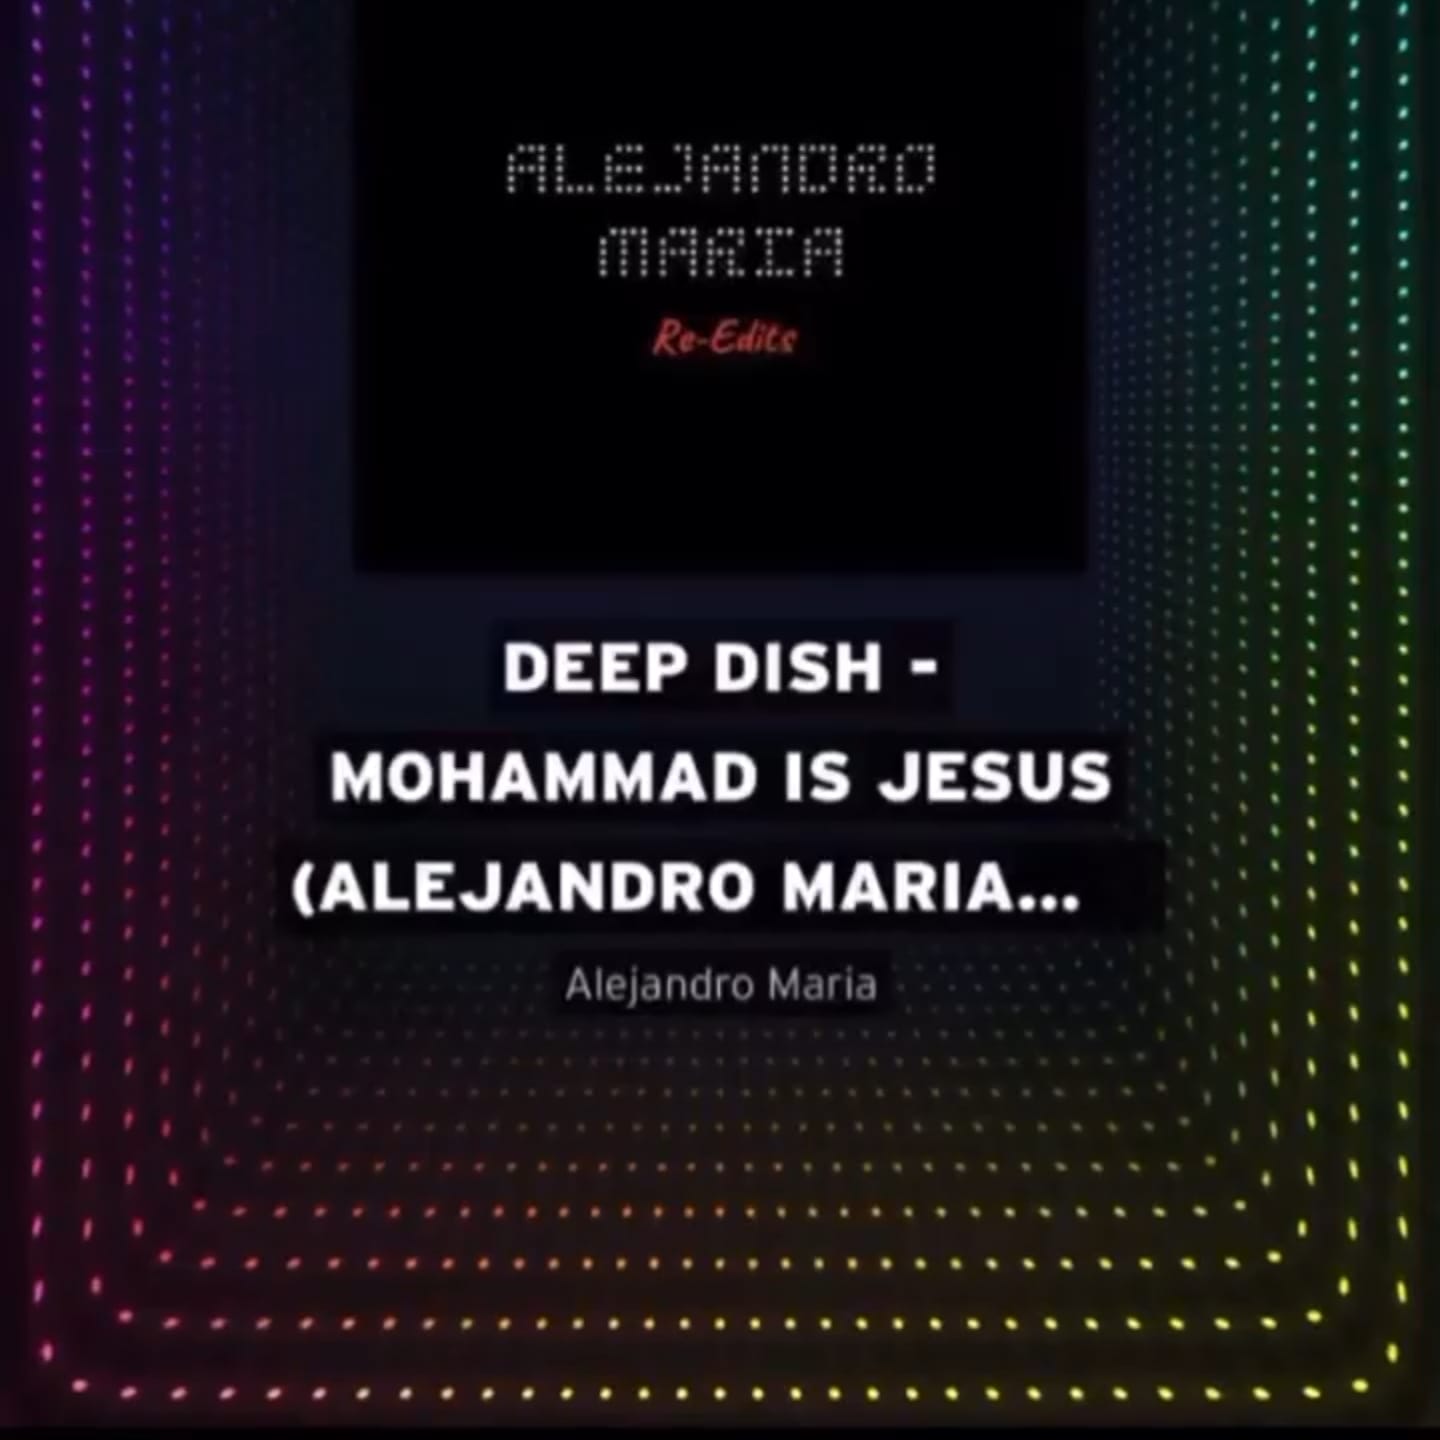 ALEJANDRO
MARIA
Re-Edits
DEEP DISH -
MOHAMMAD IS JESUS
(ALEJANDRO MARIA...
Alejandro Maria